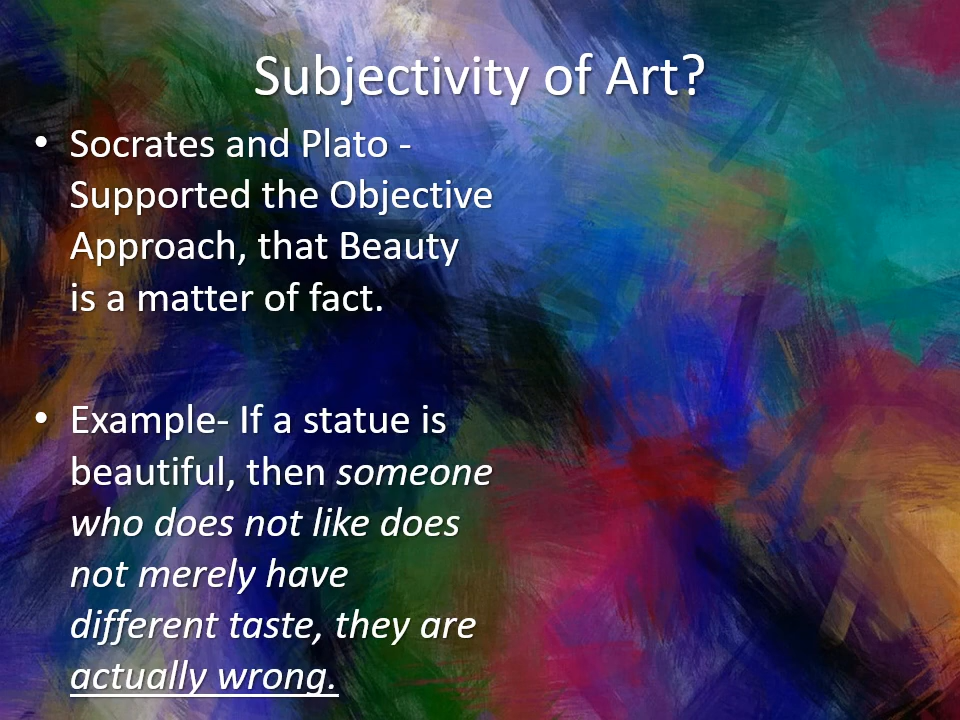 Subjectivity of Art?
• Socrates and Plato -
Supported the Objective
Approach, that Beauty
is a matter of fact.
• Example- If a statue is
beautiful, then someone
who does not like does
not merely have
different taste, they are
actually wrong.